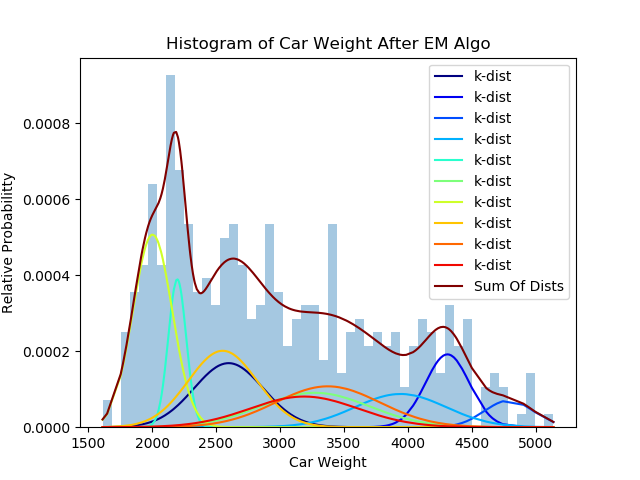 Histogram of Car Weight After EM Algo
k-dist
k-dist
k-dist
k-dist
k-dist
k-dist
k-dist
k-dist
k-dist
k-dist
Sum Of Dists
Relative Probabilitty
0.0008
0.0006
0.0004
0.0002
0.0000
1500 2000 2500 3000 3500 4000 4500 5000
Car Weight